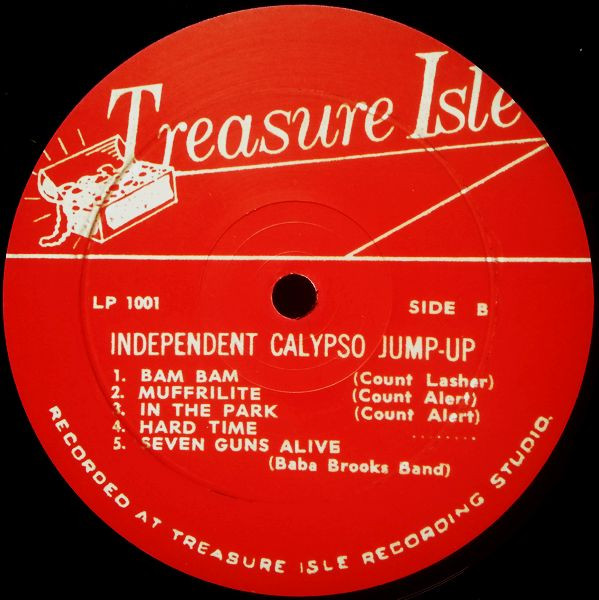 Treasure Isle
LP 1001 SIDE B
INDEPENDENT CALYPSO JUMP-UP
1. BAM BAM (Count Lasher)
2. MUFFRILITE (Count Alert)
3. IN THE PARK (Count Alert)
4. HARD TIME ........
5. SEVEN GUNS ALIVE
(Baba Brooks Band)
RECORDED AT TREASURE ISLE RECORDING STUDIO.